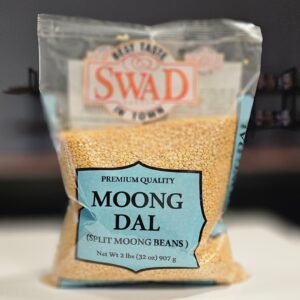 BEST TASTE
SWAD
IN TOWN
PREMIUM QUALITY
MOONG
DAL
(SPLIT MOONG BEANS)
Net Wt 2 lbs (32 oz) 907 g
DAL